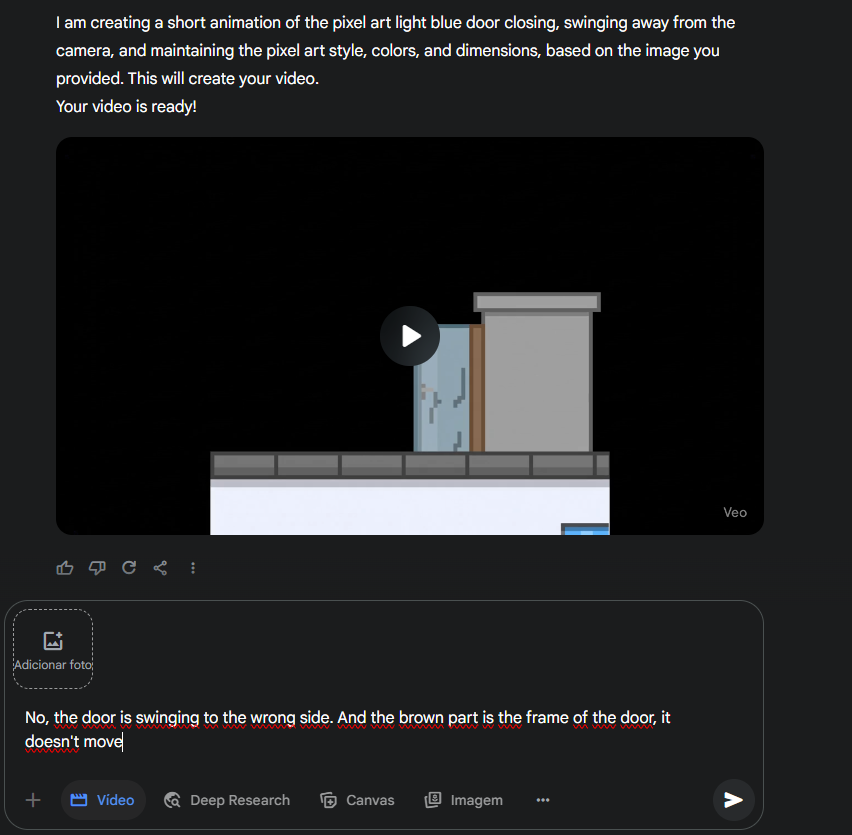 I am creating a short animation of the pixel art light blue door closing, swinging away from the
camera, and maintaining the pixel art style, colors, and dimensions, based on the image you
provided. This will create your video.
Your video is ready!
Veo
Adicionar foto
No, the door is swinging to the wrong side. And the brown part is the frame of the door, it
doesn't move
Vídeo
Deep Research
Canvas
Imagem